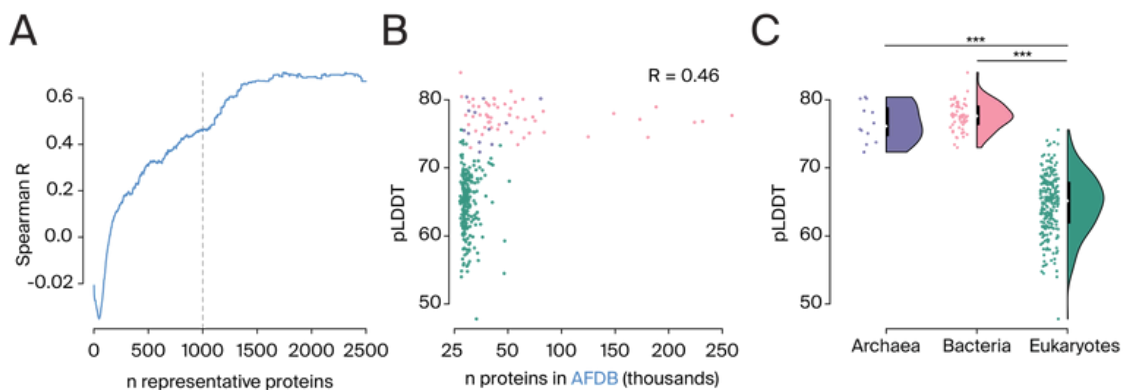 A
B
C
Spearman R
0.6
0.4
0.2
0.0
-0.02
0 500 1000 1500 2000 2500
n representative proteins
R = 0.46
pLDDT
80
70
60
50
25 50 100 150 200 250
n proteins in AFDB (thousands)
***
***
pLDDT
80
70
60
50
Archaea Bacteria Eukaryotes